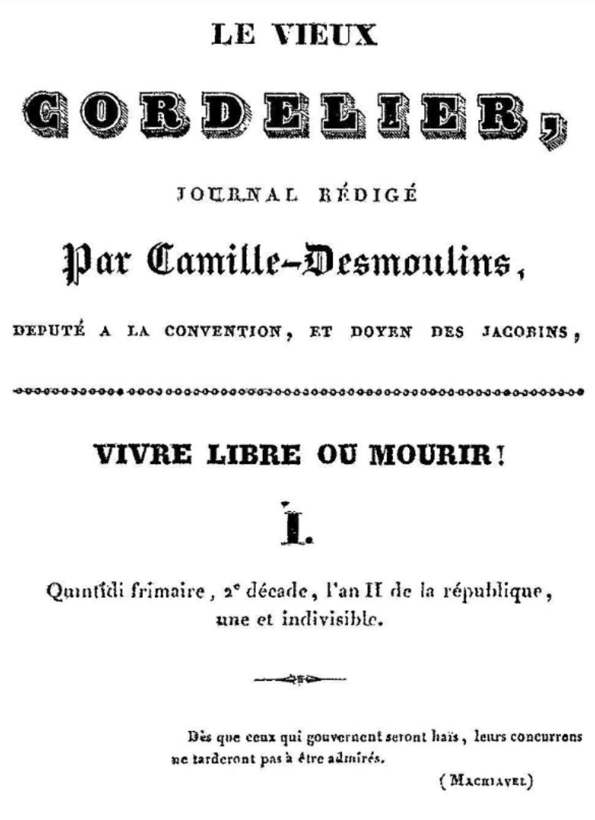 LE VIEUX
CORDELIER,
JOURNAL RÉDIGÉ
Par Camille-Desmoulins,
DEPUTÉ A LA CONVENTION, ET DOYEN DES JACOBINS,
VIVRE LIBRE OU MOURIR!
I.
Quintidi frimaire, 2e décade, l'an II de la république,
une et indivisible.
Dès que ceux qui gouvernent seront haïs, leurs concurrens
ne tarderont pas à être admirés.
(MACHIAVEL)